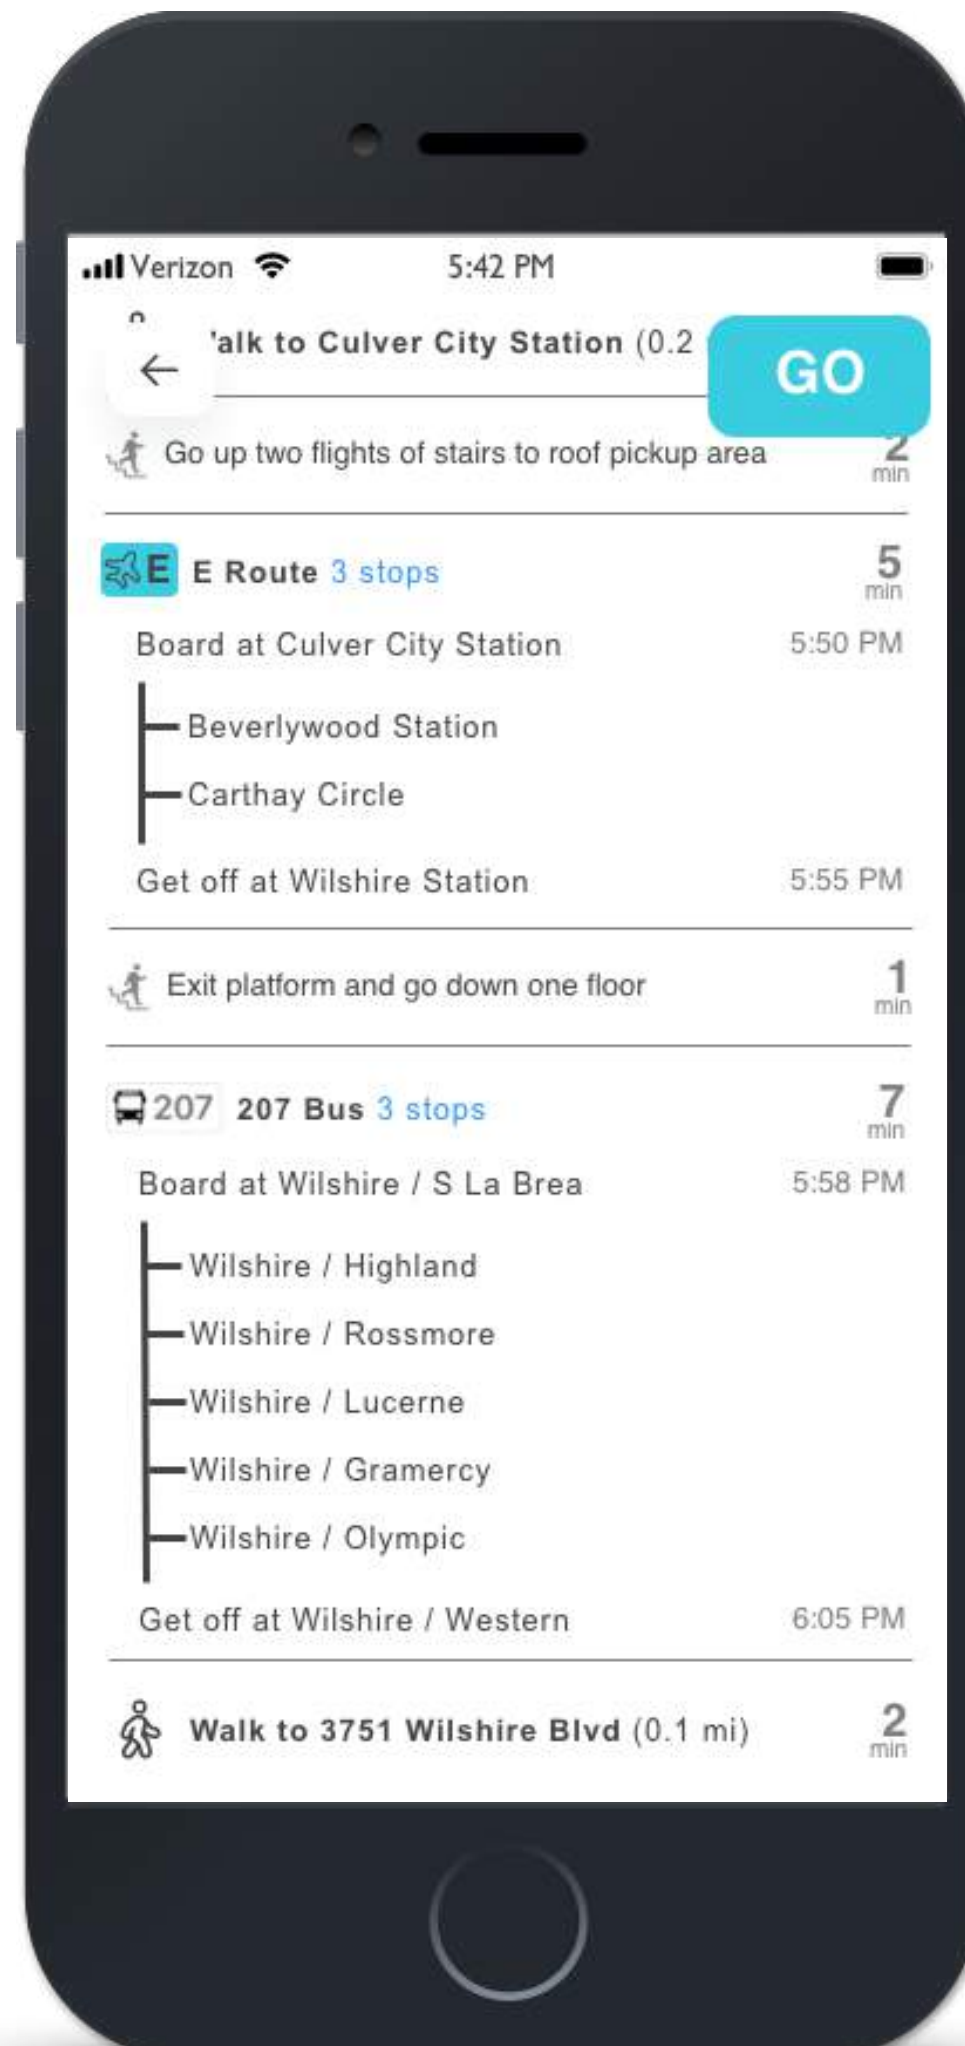 Verizon 5:42 PM
'alk to Culver City Station (0.2
GO
Go up two flights of stairs to roof pickup area 2 min
E E Route 3 stops 5 min
Board at Culver City Station 5:50 PM
Beverlywood Station
Carthay Circle
Get off at Wilshire Station 5:55 PM
Exit platform and go down one floor 1 min
207 207 Bus 3 stops 7 min
Board at Wilshire / S La Brea 5:58 PM
Wilshire / Highland
Wilshire / Rossmore
Wilshire / Lucerne
Wilshire / Gramercy
Wilshire / Olympic
Get off at Wilshire / Western 6:05 PM
Walk to 3751 Wilshire Blvd (0.1 mi) 2 min